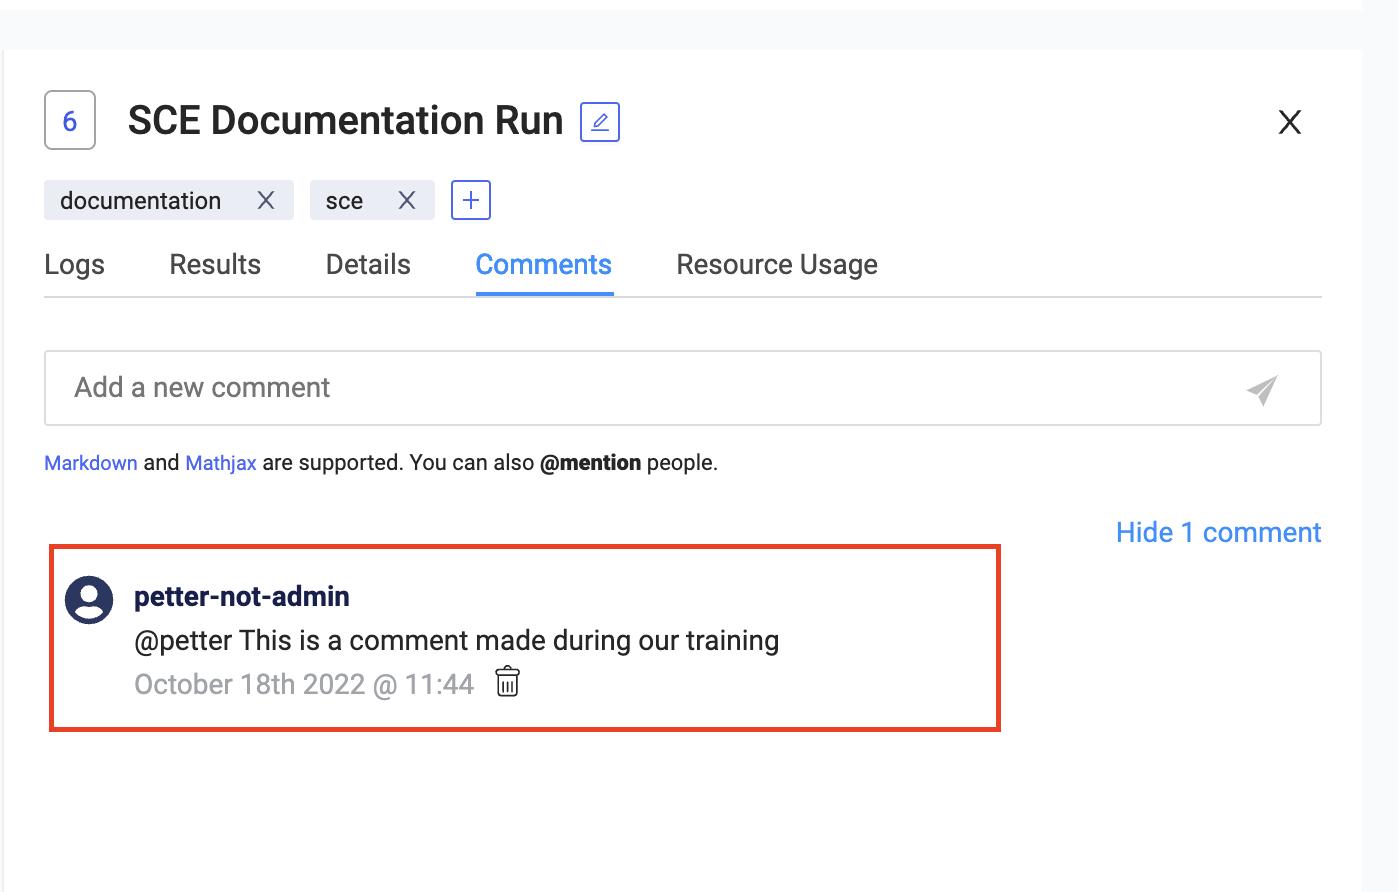 6 SCE Documentation Run
documentation X sce X +
Logs Results Details Comments Resource Usage
Add a new comment
Markdown and Mathjax are supported. You can also @mention people.
Hide 1 comment
petter-not-admin
@petter This is a comment made during our training
October 18th 2022 @ 11:44